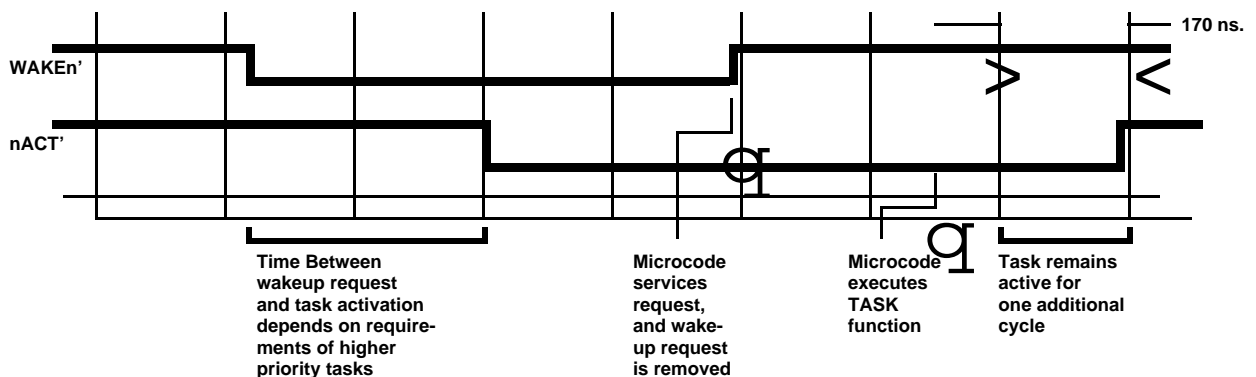 170 ns.
WAKEn’
> <
nACT’
q
q
Time Between
wakeup request
and task activation
depends on require-
ments of higher
priority tasks
Microcode
services
request,
and wake-
up request
is removed
Microcode
executes
TASK
function
Task remains
active for
one additional
cycle